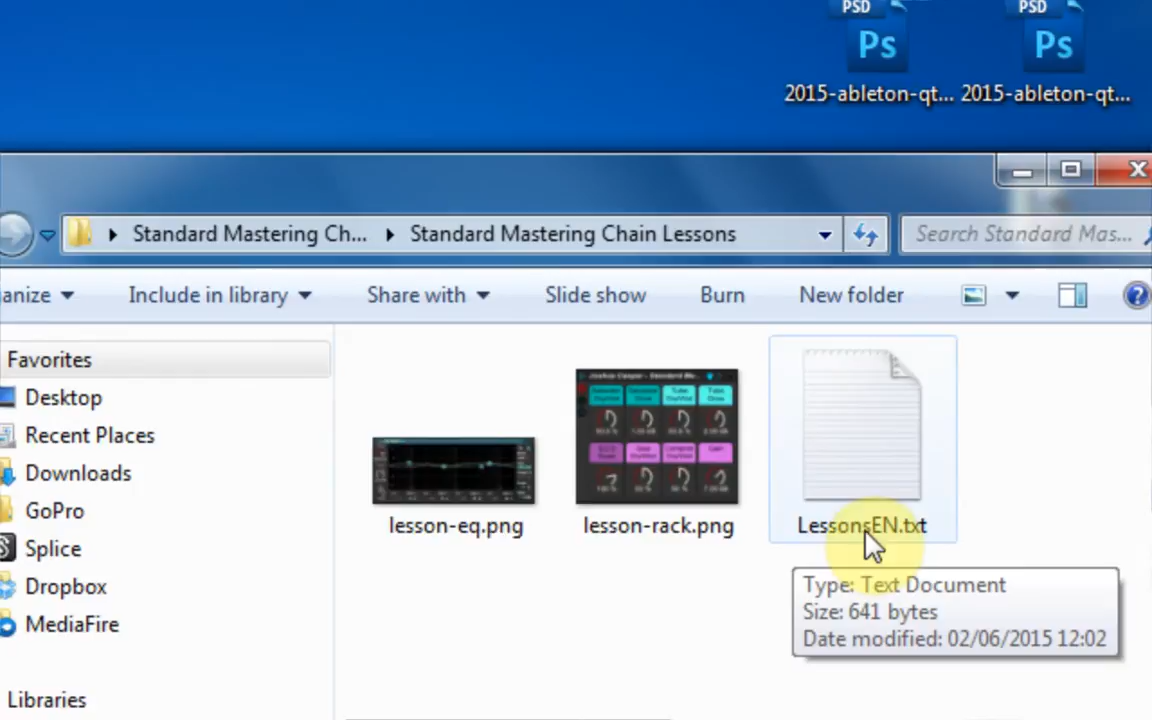 PSD
PSD
Ps
Ps
2015-ableton-qt...
2015-ableton-qt...
Standard Mastering Ch...
Standard Mastering Chain Lessons
Search Standard Mas...
anize
Include in library
Share with
Slide show
Burn
New folder
Favorites
Desktop
Recent Places
Downloads
GoPro
Splice
Dropbox
MediaFire
Libraries
lesson-eq.png
lesson-rack.png
LessonsEN.txt
Type: Text Document
Size: 641 bytes
Date modified: 02/06/2015 12:02